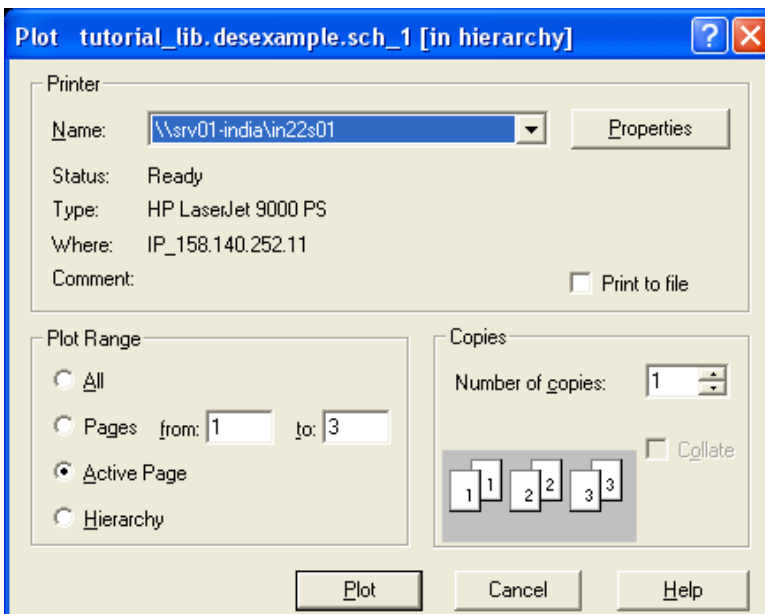 Plot tutorial_lib.desexample.sch_1 [in hierarchy]
Printer
Name: \\srv01-india\in22s01 Properties
Status: Ready
Type: HP LaserJet 9000 PS
Where: IP_158.140.252.11
Comment: Print to file
Plot Range
All
Pages from: 1 to: 3
Active Page
Hierarchy
Copies
Number of copies: 1
Collate
1 1 2 2 3 3
Plot Cancel Help